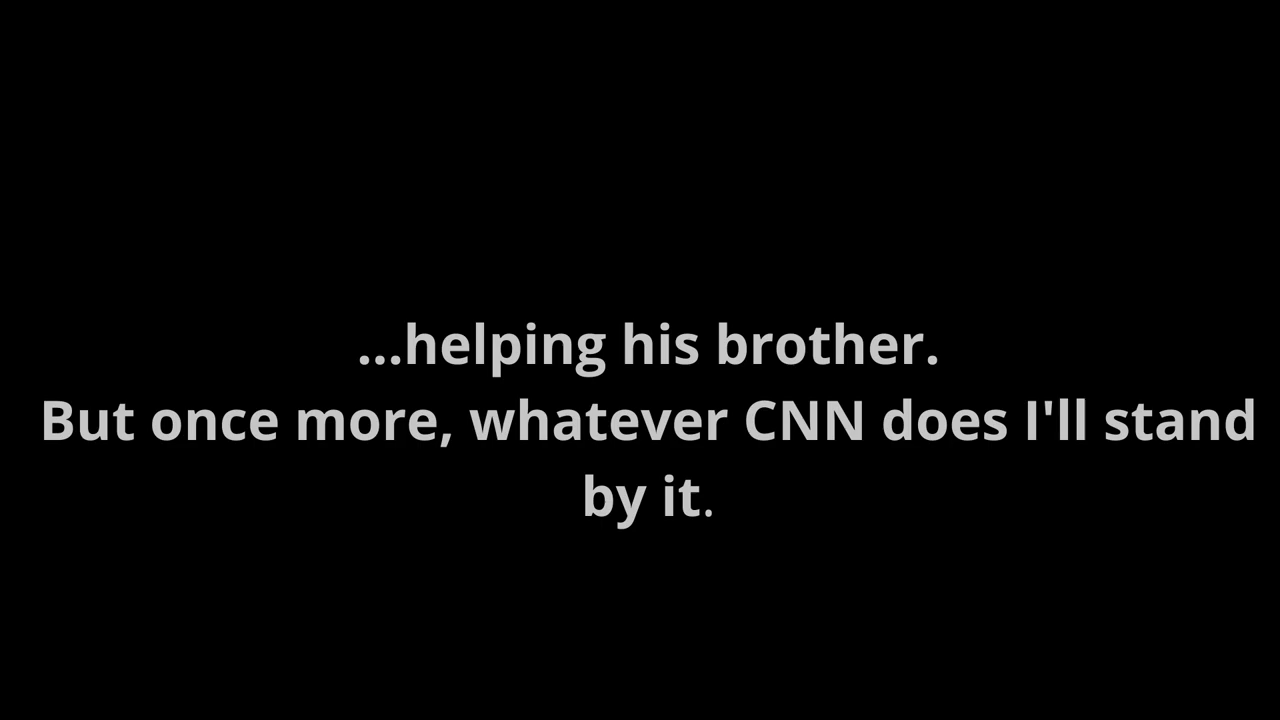 ...helping his brother.
But once more, whatever CNN does I'll stand
by it.